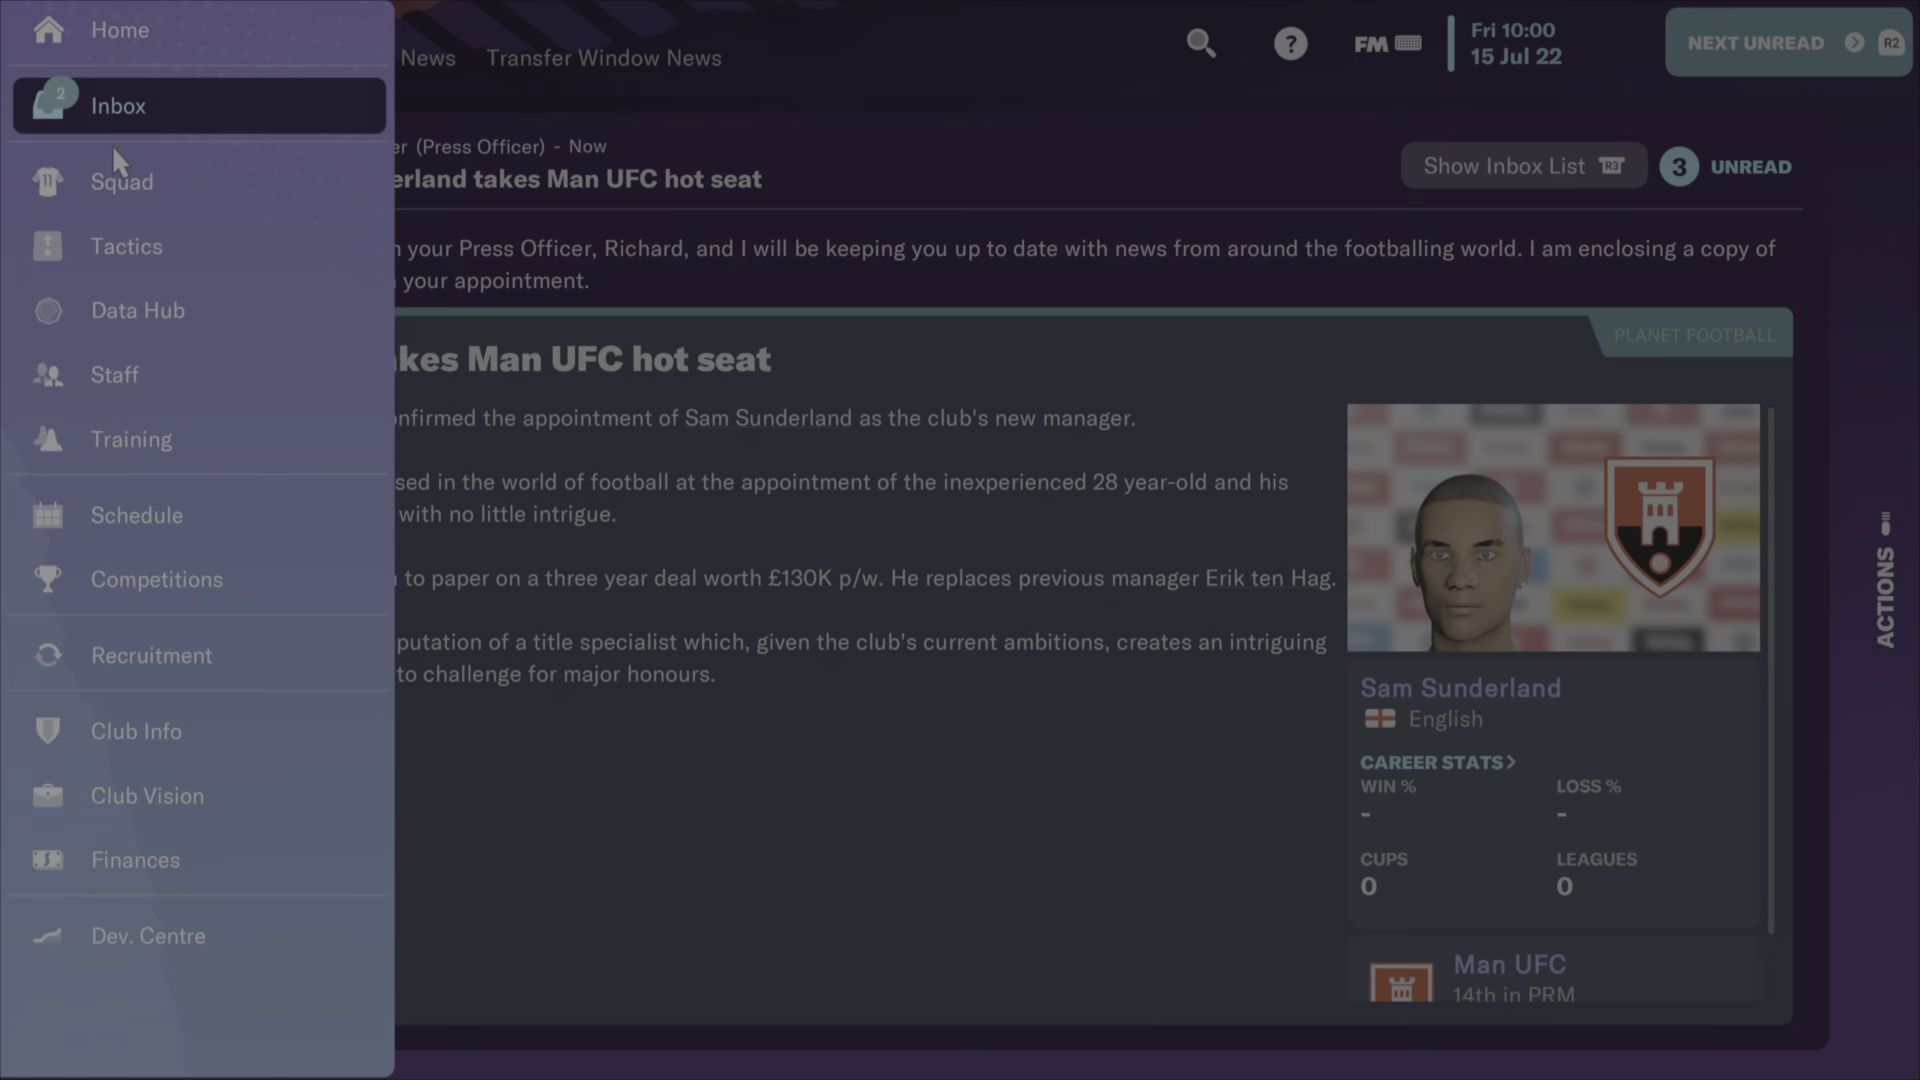 Home
2
Inbox
11
Squad
Tactics
Data Hub
Staff
Training
Schedule
Competitions
Recruitment
Club Info
Club Vision
Finances
Dev. Centre
News
Transfer Window News
?
FM
Fri 10:00
15 Jul 22
NEXT UNREAD
R2
er (Press Officer) - Now
erland takes Man UFC hot seat
Show Inbox List R3
3 UNREAD
your Press Officer, Richard, and I will be keeping you up to date with news from around the footballing world. I am enclosing a copy of
your appointment.
PLANET FOOTBALL
kes Man UFC hot seat
onfirmed the appointment of Sam Sunderland as the club's new manager.
sed in the world of football at the appointment of the inexperienced 28 year-old and his
with no little intrigue.
to paper on a three year deal worth £130K p/w. He replaces previous manager Erik ten Hag.
putation of a title specialist which, given the club's current ambitions, creates an intriguing
to challenge for major honours.
Sam Sunderland
English
CAREER STATS
WIN % LOSS %
- -
CUPS LEAGUES
0 0
Man UFC
14th in PRM
ACTIONS